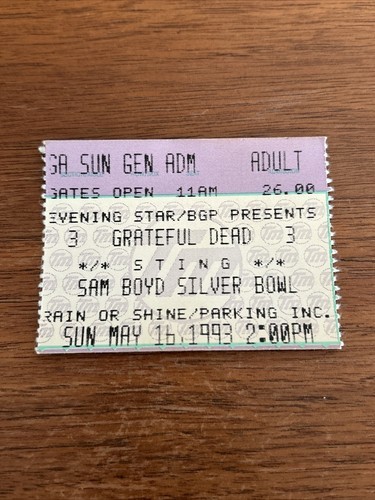 GA SUN GEN ADM ADULT
GATES OPEN 11AM 26.00
EVENING STAR/BGP PRESENTS
3 GRATEFUL DEAD 3
*/* STING */*
SAM BOYD SILVER BOWL
RAIN OR SHINE/PARKING INC.
SUN MAY 16,1993 2:00PM